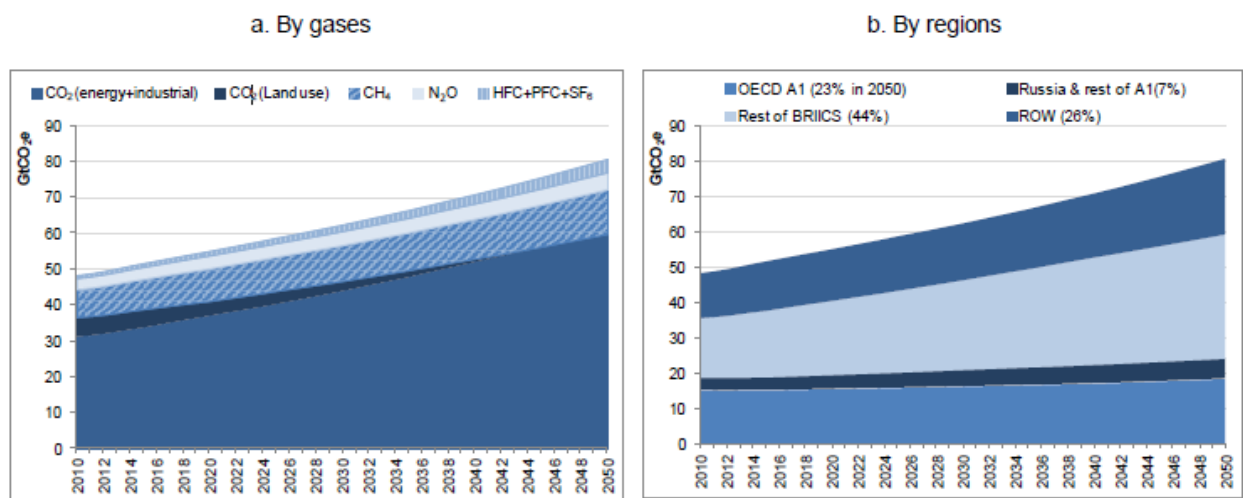 a. By gases
CO₂ (energy+industrial) CO₂ (Land use) CH₄ N₂O HFC+PFC+SF₆
GtCO₂e
90
80
70
60
50
40
30
20
10
0
2010 2012 2014 2016 2018 2020 2022 2024 2026 2028 2030 2032 2034 2036 2038 2040 2042 2044 2046 2048 2050
b. By regions
OECD A1 (23% in 2050) Russia & rest of A1(7%)
Rest of BRIICS (44%) ROW (26%)
GtCO₂e
90
80
70
60
50
40
30
20
10
0
2010 2012 2014 2016 2018 2020 2022 2024 2026 2028 2030 2032 2034 2036 2038 2040 2042 2044 2046 2048 2050